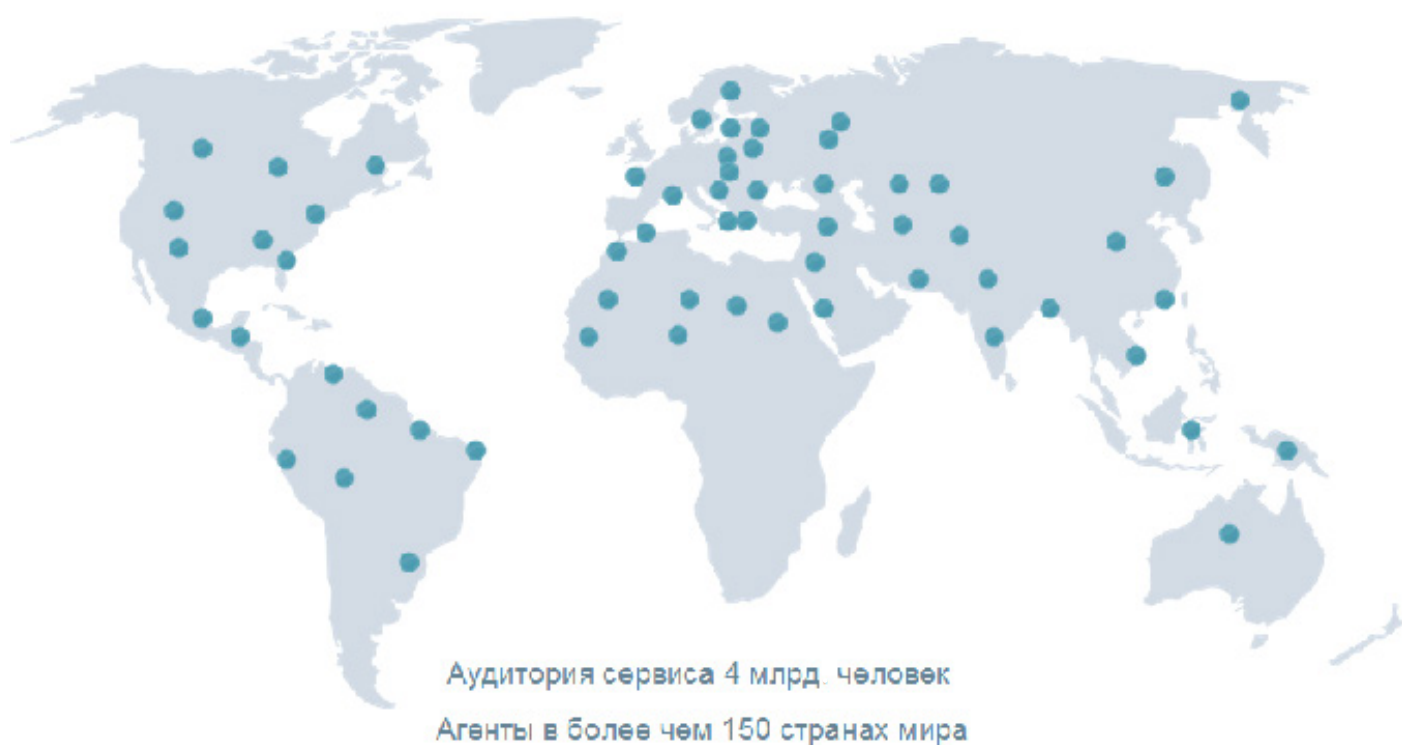 Аудитория сервиса 4 млрд. человек
Агенты в более чем 150 странах мира